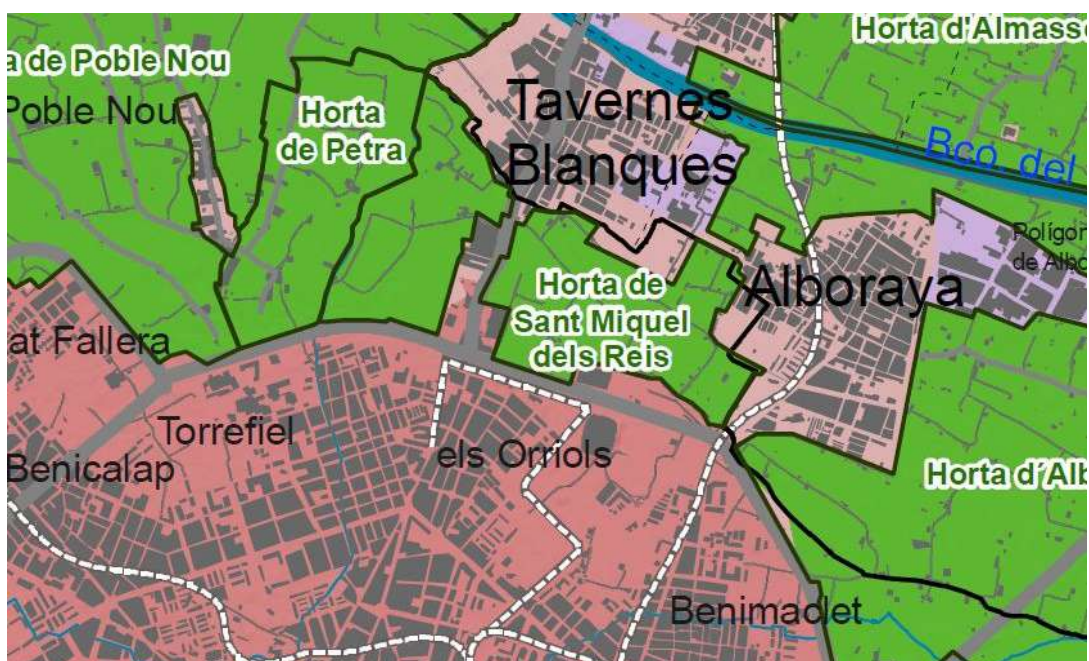 Horta d'Almass
a de Poble Nou
Poble Nou
Horta
de Petra
Tavernes
Blanques
Bco. del
Polígon
de Albo
Horta de
Sant Miquel
dels Reis
Alboraya
at Fallera
Torrefiel
Benicalap
els Orriols
Horta d´Alb
Benimaclet